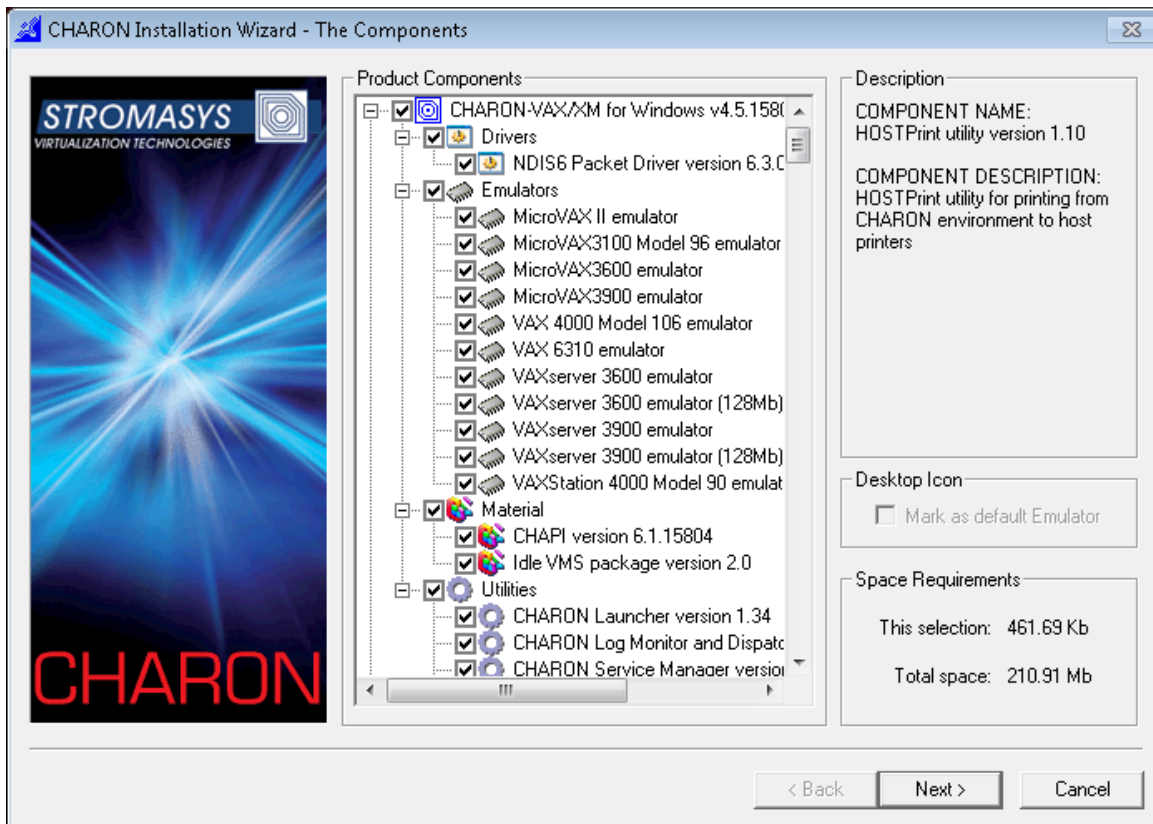 CHARON Installation Wizard - The Components
STROMASYS
VIRTUALIZATION TECHNOLOGIES
CHARON
Product Components
CHARON-VAX/XM for Windows v4.5.1580
Drivers
NDIS6 Packet Driver version 6.3.0
Emulators
MicroVAX II emulator
MicroVAX3100 Model 96 emulator
MicroVAX3600 emulator
MicroVAX3900 emulator
VAX 4000 Model 106 emulator
VAX 6310 emulator
VAXserver 3600 emulator
VAXserver 3600 emulator (128Mb)
VAXserver 3900 emulator
VAXserver 3900 emulator (128Mb)
VAXStation 4000 Model 90 emulat
Material
CHAPI version 6.1.15804
Idle VMS package version 2.0
Utilities
CHARON Launcher version 1.34
CHARON Log Monitor and Dispatc
CHARON Service Manager version
Description
COMPONENT NAME:
HOSTPrint utility version 1.10
COMPONENT DESCRIPTION:
HOSTPrint utility for printing from
CHARON environment to host
printers
Desktop Icon
Mark as default Emulator
Space Requirements
This selection: 461.69 Kb
Total space: 210.91 Mb
< Back
Next >
Cancel